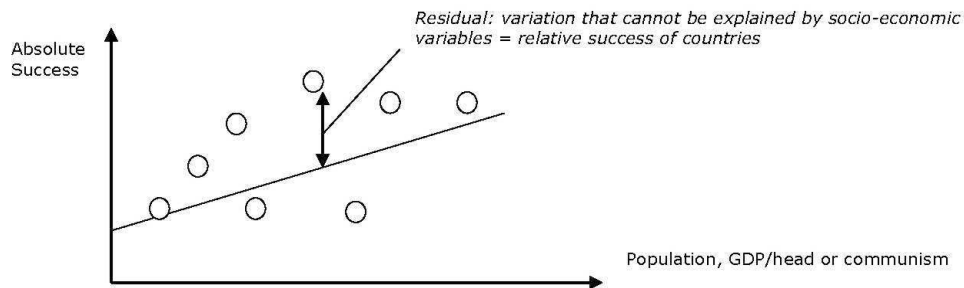 Residual: variation that cannot be explained by socio-economic
variables = relative success of countries
Absolute
Success
Population, GDP/head or communism